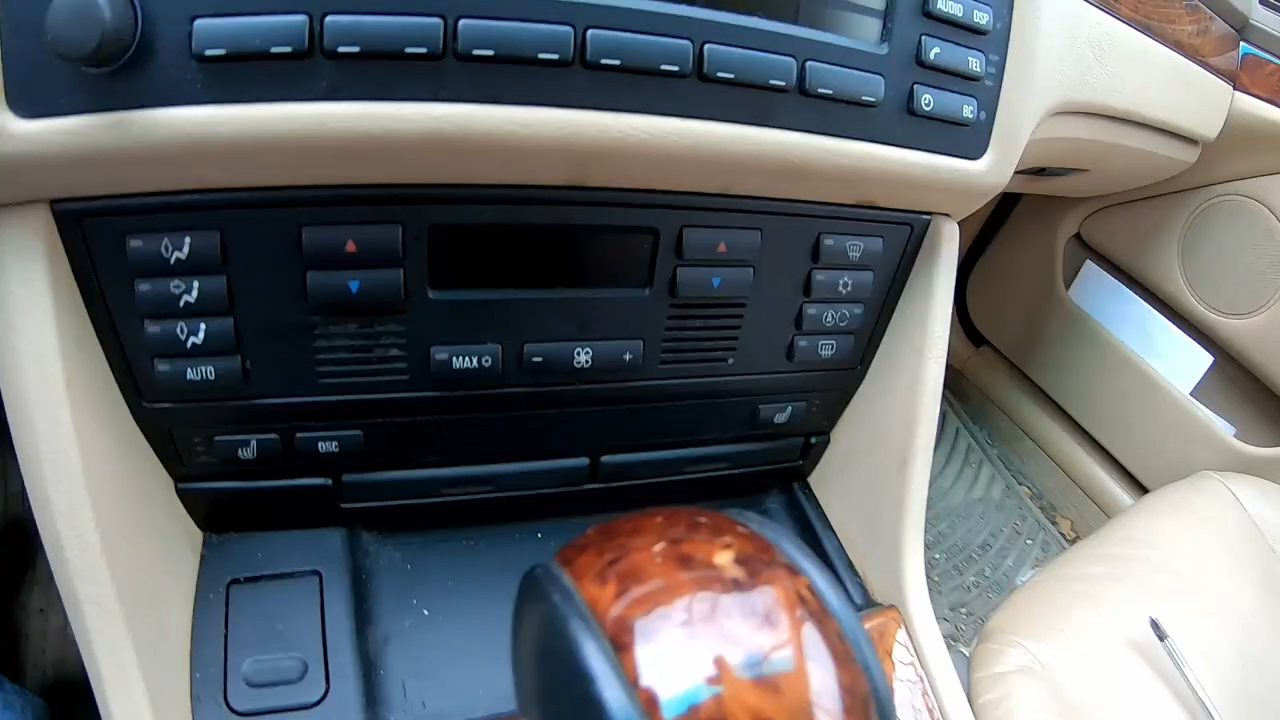 AUDIO DSP
TEL
BC
AUTO
MAX
- +
A
DSC